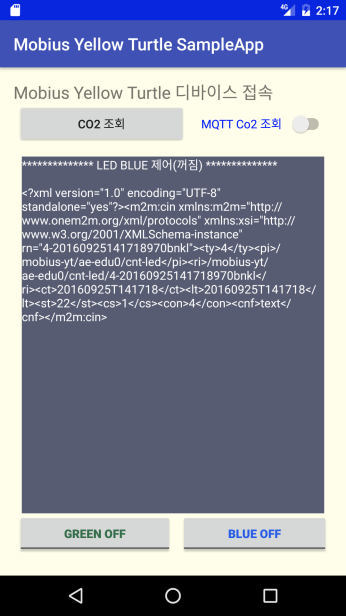 4G 2:17
Mobius Yellow Turtle SampleApp
Mobius Yellow Turtle 디바이스 접속
CO2 조회 MQTT Co2 조회
************** LED BLUE 제어(꺼짐) **************
<?xml version="1.0" encoding="UTF-8"
standalone="yes"?><m2m:cin xmlns:m2m="http://
www.onem2m.org/xml/protocols" xmlns:xsi="http://
www.w3.org/2001/XMLSchema-instance"
rn="4-20160925141718970bnkl"><ty>4</ty><pi>/
mobius-yt/ae-edu0/cnt-led</pi><ri>/mobius-yt/
ae-edu0/cnt-led/4-20160925141718970bnkl</
ri><ct>20160925T141718</ct><lt>20160925T141718</
lt><st>22</st><cs>1</cs><con>4</con><cnf>text</
cnf></m2m:cin>
GREEN OFF BLUE OFF